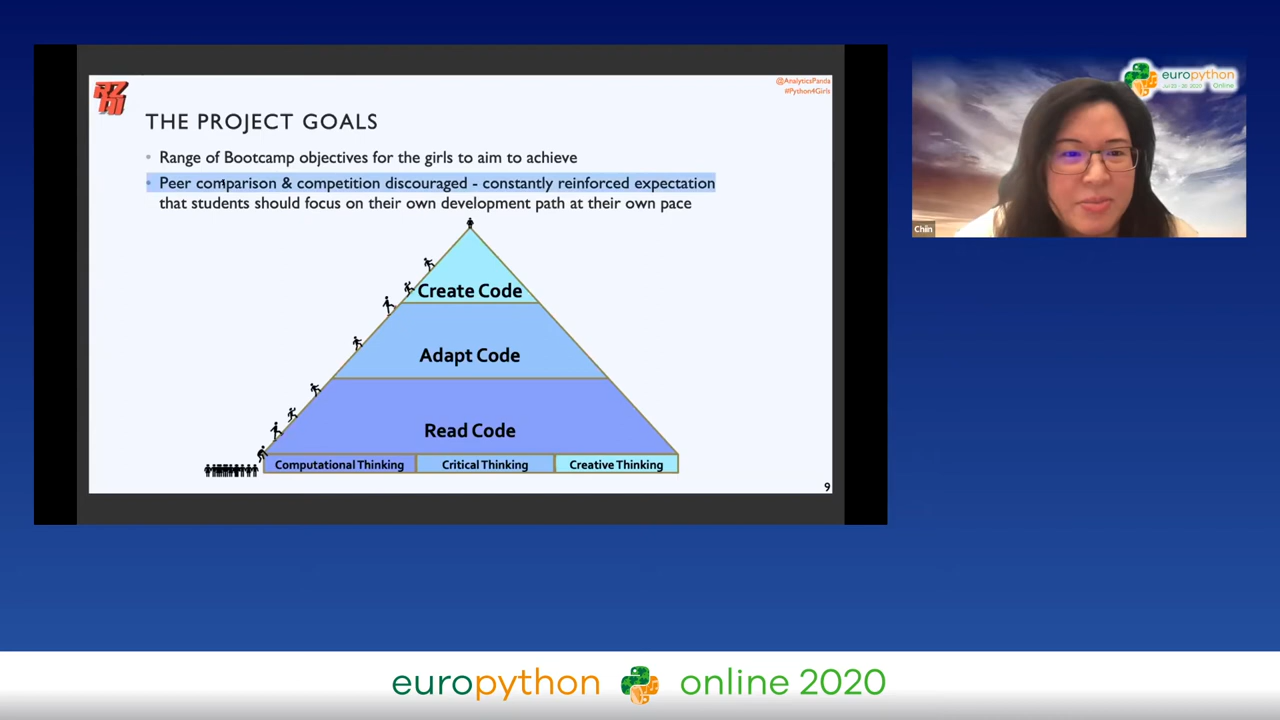 @AnalyticsPanda
#Python4Girls
THE PROJECT GOALS
• Range of Bootcamp objectives for the girls to aim to achieve
• Peer comparison & competition discouraged - constantly reinforced expectation
that students should focus on their own development path at their own pace
Create Code
Adapt Code
Read Code
Computational Thinking
Critical Thinking
Creative Thinking
9
europython
Online
Chin
europython online 2020